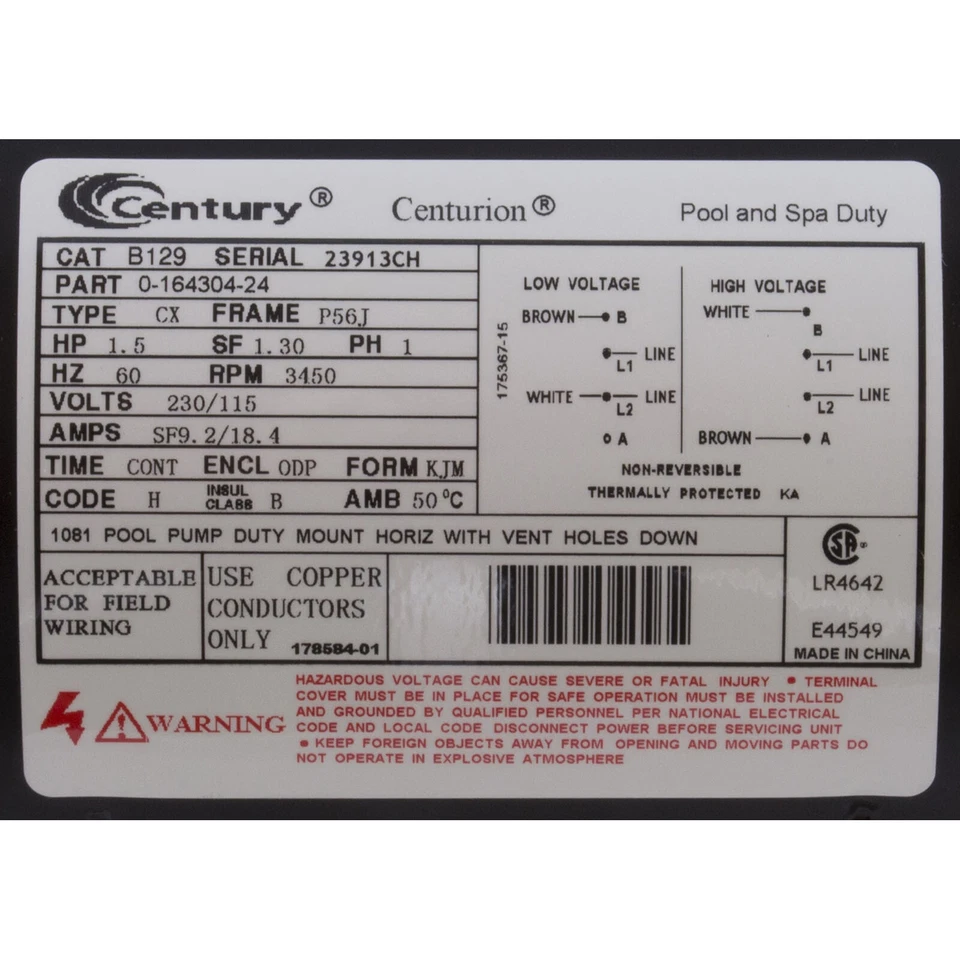 Century® Centurion® Pool and Spa Duty
CAT B129 SERIAL 23913CH
PART 0-164304-24
TYPE CX FRAME P56J
HP 1.5 SF 1.30 PH 1
HZ 60 RPM 3450
VOLTS 230/115
AMPS SF9.2/18.4
TIME CONT ENCL ODP FORM KJM
CODE H INSUL CLASS B AMB 50°C
175367-15
LOW VOLTAGE
BROWN B
LINE
L1
WHITE LINE
L2
A
HIGH VOLTAGE
WHITE
B
LINE
L1
LINE
L2
BROWN A
NON-REVERSIBLE
THERMALLY PROTECTED KA
1081 POOL PUMP DUTY MOUNT HORIZ WITH VENT HOLES DOWN
ACCEPTABLE
FOR FIELD
WIRING
USE COPPER
CONDUCTORS
ONLY 178584-01
SA ®
LR4642
E44549
MADE IN CHINA
WARNING
HAZARDOUS VOLTAGE CAN CAUSE SEVERE OR FATAL INJURY • TERMINAL
COVER MUST BE IN PLACE FOR SAFE OPERATION MUST BE INSTALLED
AND GROUNDED BY QUALIFIED PERSONNEL PER NATIONAL ELECTRICAL
CODE AND LOCAL CODE DISCONNECT POWER BEFORE SERVICING UNIT
• KEEP FOREIGN OBJECTS AWAY FROM OPENING AND MOVING PARTS DO
NOT OPERATE IN EXPLOSIVE ATMOSPHERE